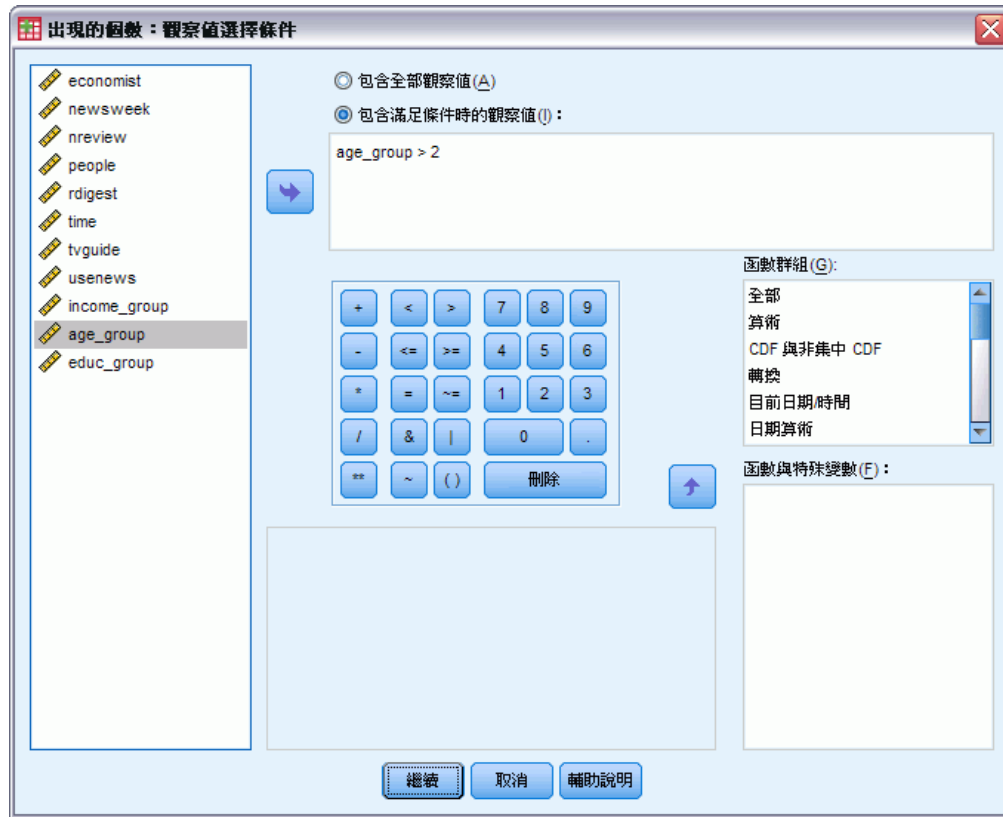 出現的個數：觀察值選擇條件
economist
newsweek
nreview
people
rdigest
time
tvguide
usenews
income_group
age_group
educ_group
包含全部觀察值(A)
包含滿足條件時的觀察值(I)：
age_group > 2
+ < > 7 8 9
- <= >= 4 5 6
* = ~= 1 2 3
/ & | 0 .
** ~ ( ) 刪除
函數群組(G):
全部
算術
CDF 與非集中 CDF
轉換
目前日期/時間
日期算術
函數與特殊變數(F)：
繼續 取消 輔助說明